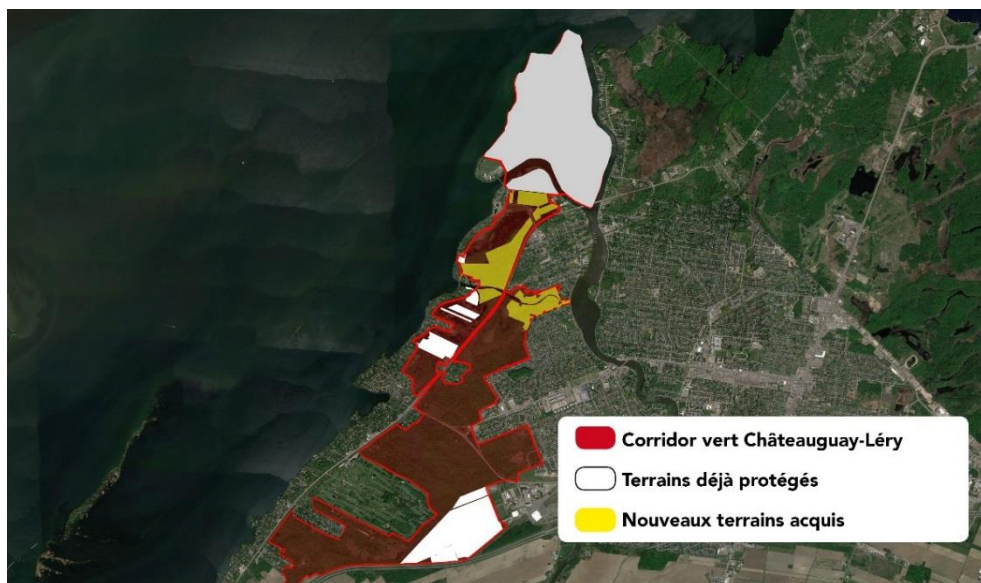 Corridor vert Châteauguay-Léry
Terrains déjà protégés
Nouveaux terrains acquis